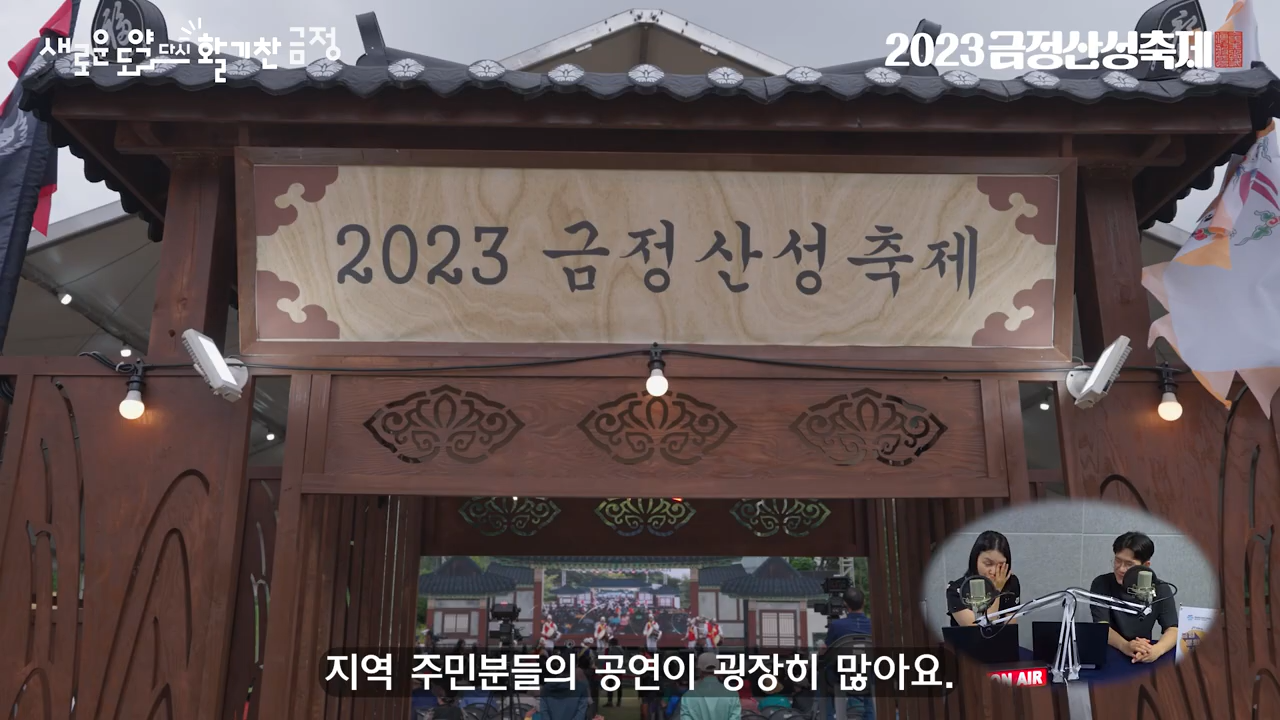 새로운 도약 다시 활기찬 금정
2023금정산성축제
2023 금정산성축제
지역 주민분들의 공연이 굉장히 많아요.
ON AIR